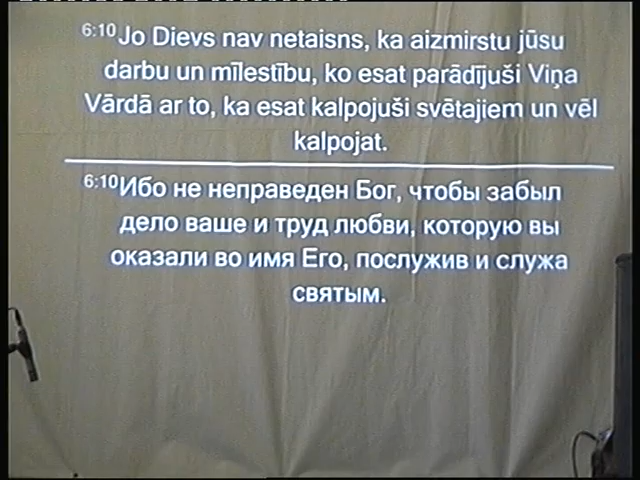 6:10Jo Dievs nav netaisns, ka aizmirstu jūsu
darbu un mīlestību, ko esat parādījuši Viņa
Vārdā ar to, ka esat kalpojuši svētajiem un vēl
kalpojat.
6:10Ибо не неправеден Бог, чтобы забыл
дело ваше и труд любви, которую вы
оказали во имя Его, послужив и служа
святым.